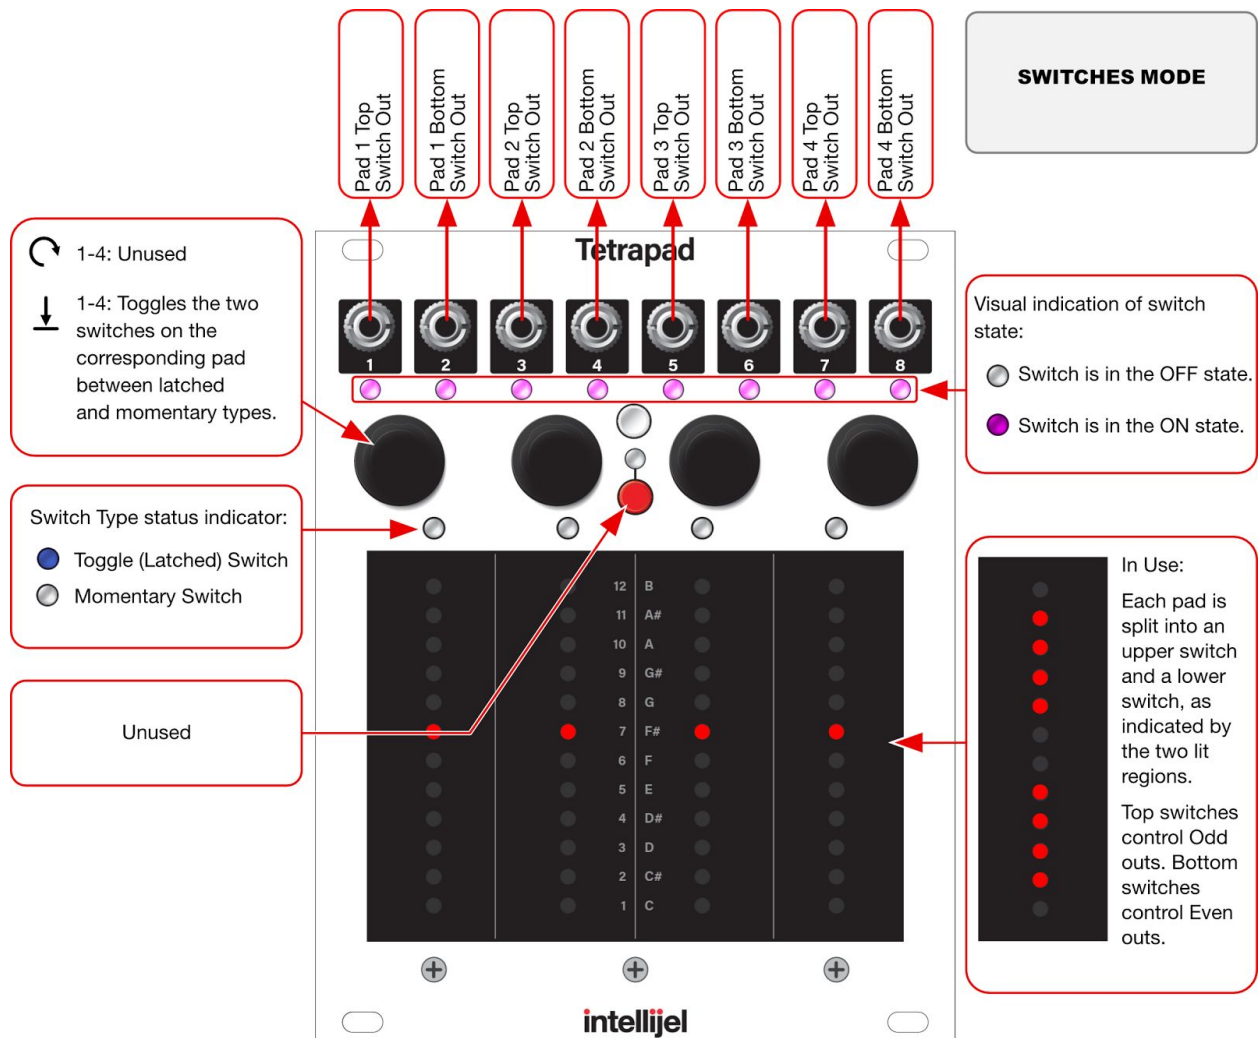 Pad 1 Top
Switch Out
Pad 1 Bottom
Switch Out
Pad 2 Top
Switch Out
Pad 2 Bottom
Switch Out
Pad 3 Top
Switch Out
Pad 3 Bottom
Switch Out
Pad 4 Top
Switch Out
Pad 4 Bottom
Switch Out
SWITCHES MODE
1-4: Unused
1-4: Toggles the two
switches on the
corresponding pad
between latched
and momentary types.
Switch Type status indicator:
Toggle (Latched) Switch
Momentary Switch
Unused
Tetrapad
1 2 3 4 5 6 7 8
12 B
11 A#
10 A
9 G#
8 G
7 F#
6 F
5 E
4 D#
3 D
2 C#
1 C
intellijel
Visual indication of switch
state:
Switch is in the OFF state.
Switch is in the ON state.
In Use:
Each pad is
split into an
upper switch
and a lower
switch, as
indicated by
the two lit
regions.
Top switches
control Odd
outs. Bottom
switches
control Even
outs.